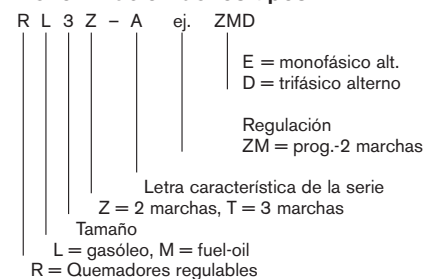 R L 3 Z – A ej. ZMD
E = monofásico alt.
D = trifásico alterno
Regulación
ZM = prog.-2 marchas
Letra característica de la serie
Z = 2 marchas, T = 3 marchas
Tamaño
L = gasóleo, M = fuel-oil
R = Quemadores regulables